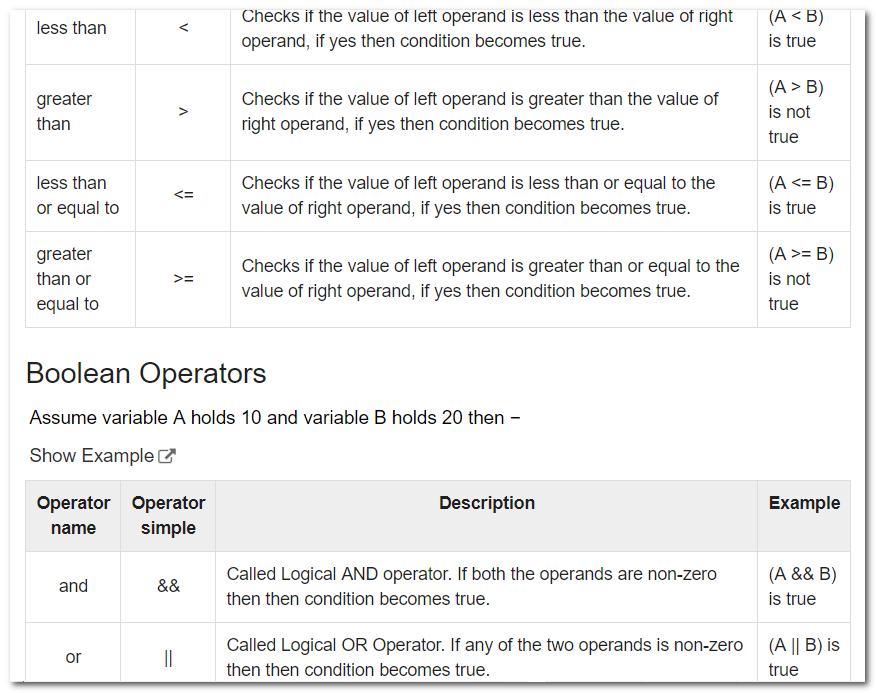 less than < Checks if the value of left operand is less than the value of right operand, if yes then condition becomes true. (A < B) is true
greater than > Checks if the value of left operand is greater than the value of right operand, if yes then condition becomes true. (A > B) is not true
less than or equal to <= Checks if the value of left operand is less than or equal to the value of right operand, if yes then condition becomes true. (A <= B) is true
greater than or equal to >= Checks if the value of left operand is greater than or equal to the value of right operand, if yes then condition becomes true. (A >= B) is not true
Boolean Operators
Assume variable A holds 10 and variable B holds 20 then −
Show Example
Operator name Operator simple Description Example
and && Called Logical AND operator. If both the operands are non-zero then then condition becomes true. (A && B) is true
or || Called Logical OR Operator. If any of the two operands is non-zero then then condition becomes true. (A || B) is true